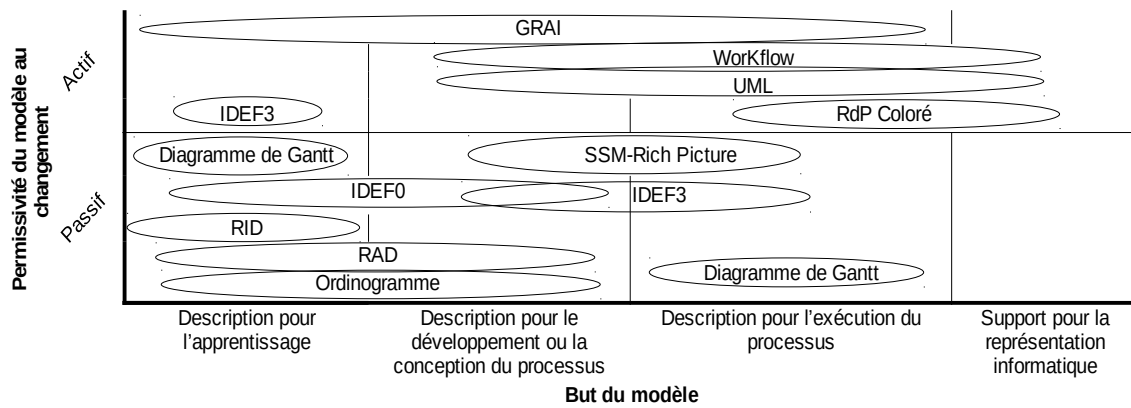 Permissivité du modèle au
changement
Actif
Passif
GRAI
WorKflow
UML
IDEF3
RdP Coloré
Diagramme de Gantt
SSM-Rich Picture
IDEF0
IDEF3
RID
RAD
Diagramme de Gantt
Ordinogramme
Description pour
l'apprentissage
Description pour le
développement ou la
conception du processus
Description pour l'exécution du
processus
Support pour la
représentation
informatique
But du modèle